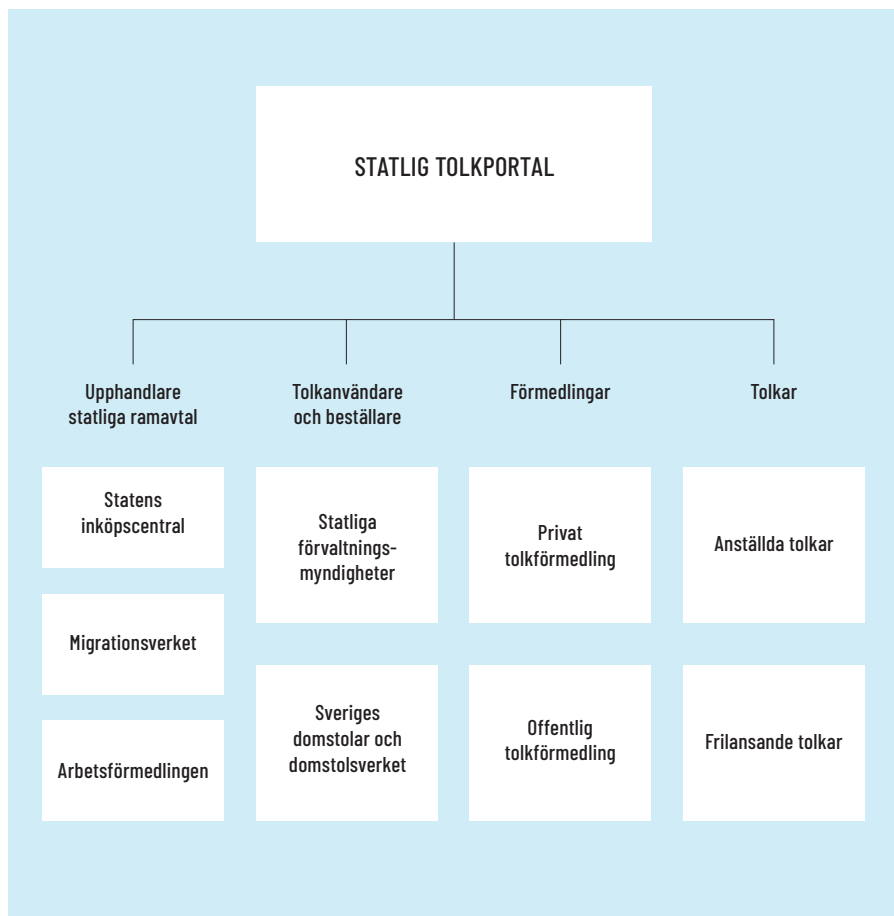 STATLIG TOLKPORTAL
Upphandlare
statliga ramavtal
Tolkanvändare
och beställare
Förmedlingar
Tolkar
Statens
inköpscentral
Migrationsverket
Arbetsförmedlingen
Statliga
förvaltnings-
myndigheter
Sveriges
domstolar och
domstolsverket
Privat
tolkförmedling
Offentlig
tolkförmedling
Anställda tolkar
Frilansande tolkar